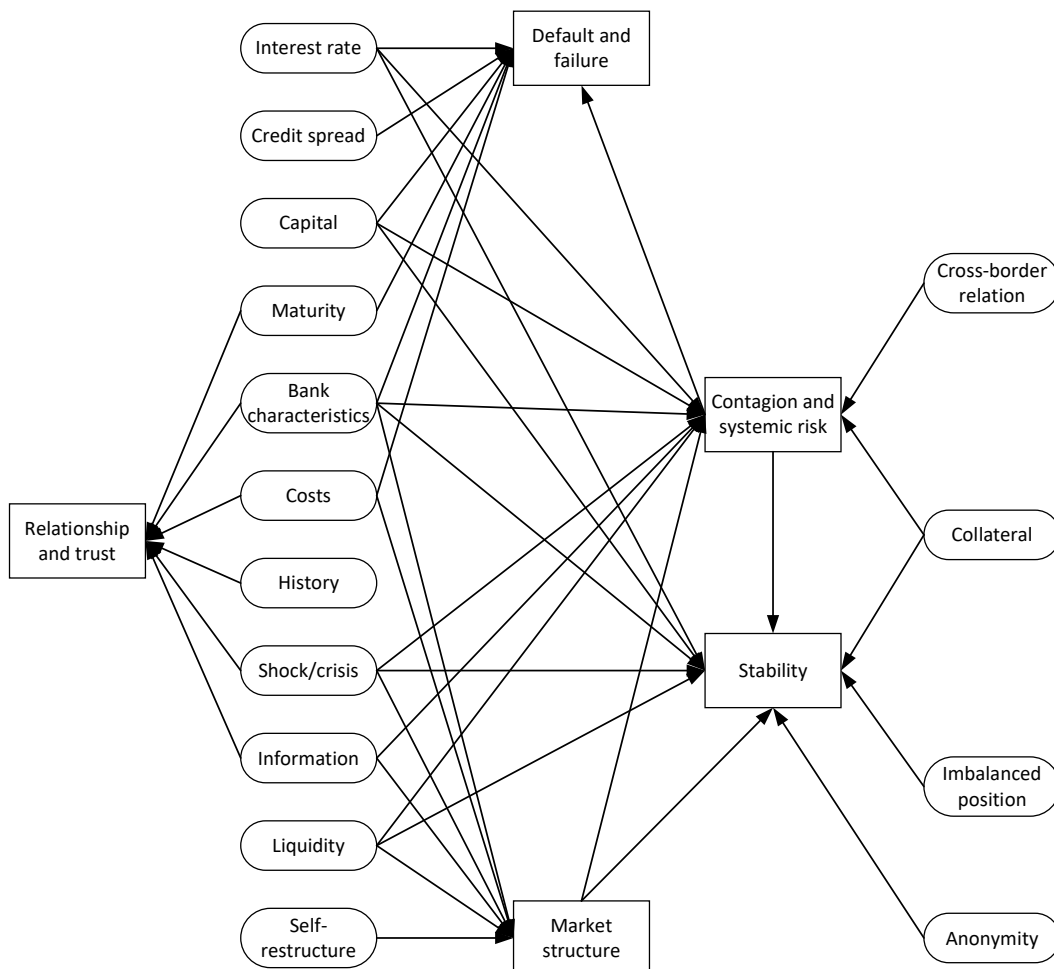 Interest rate
Default and
failure
Credit spread
Capital
Maturity
Cross-border
relation
Bank
characteristics
Contagion and
systemic risk
Costs
Relationship
and trust
Collateral
History
Shock/crisis
Stability
Information
Imbalanced
position
Liquidity
Self-
restructure
Market
structure
Anonymity